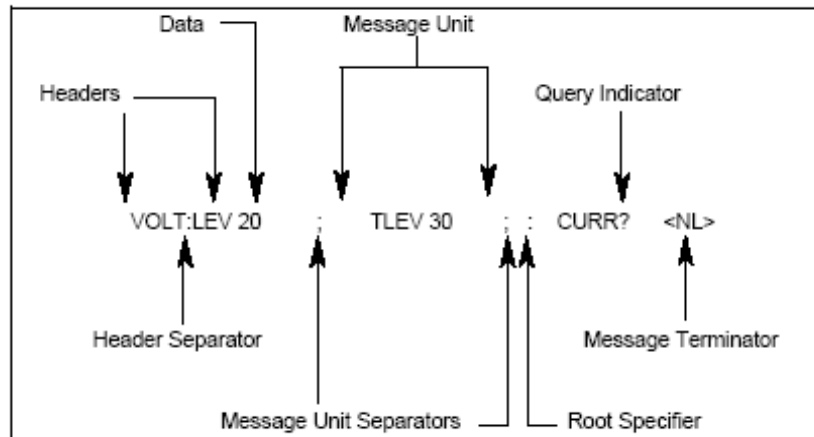 Data Message Unit
Headers Query Indicator
VOLT:LEV 20 ; TLEV 30 ; : CURR? <NL>
Header Separator Message Terminator
Message Unit Separators Root Specifier